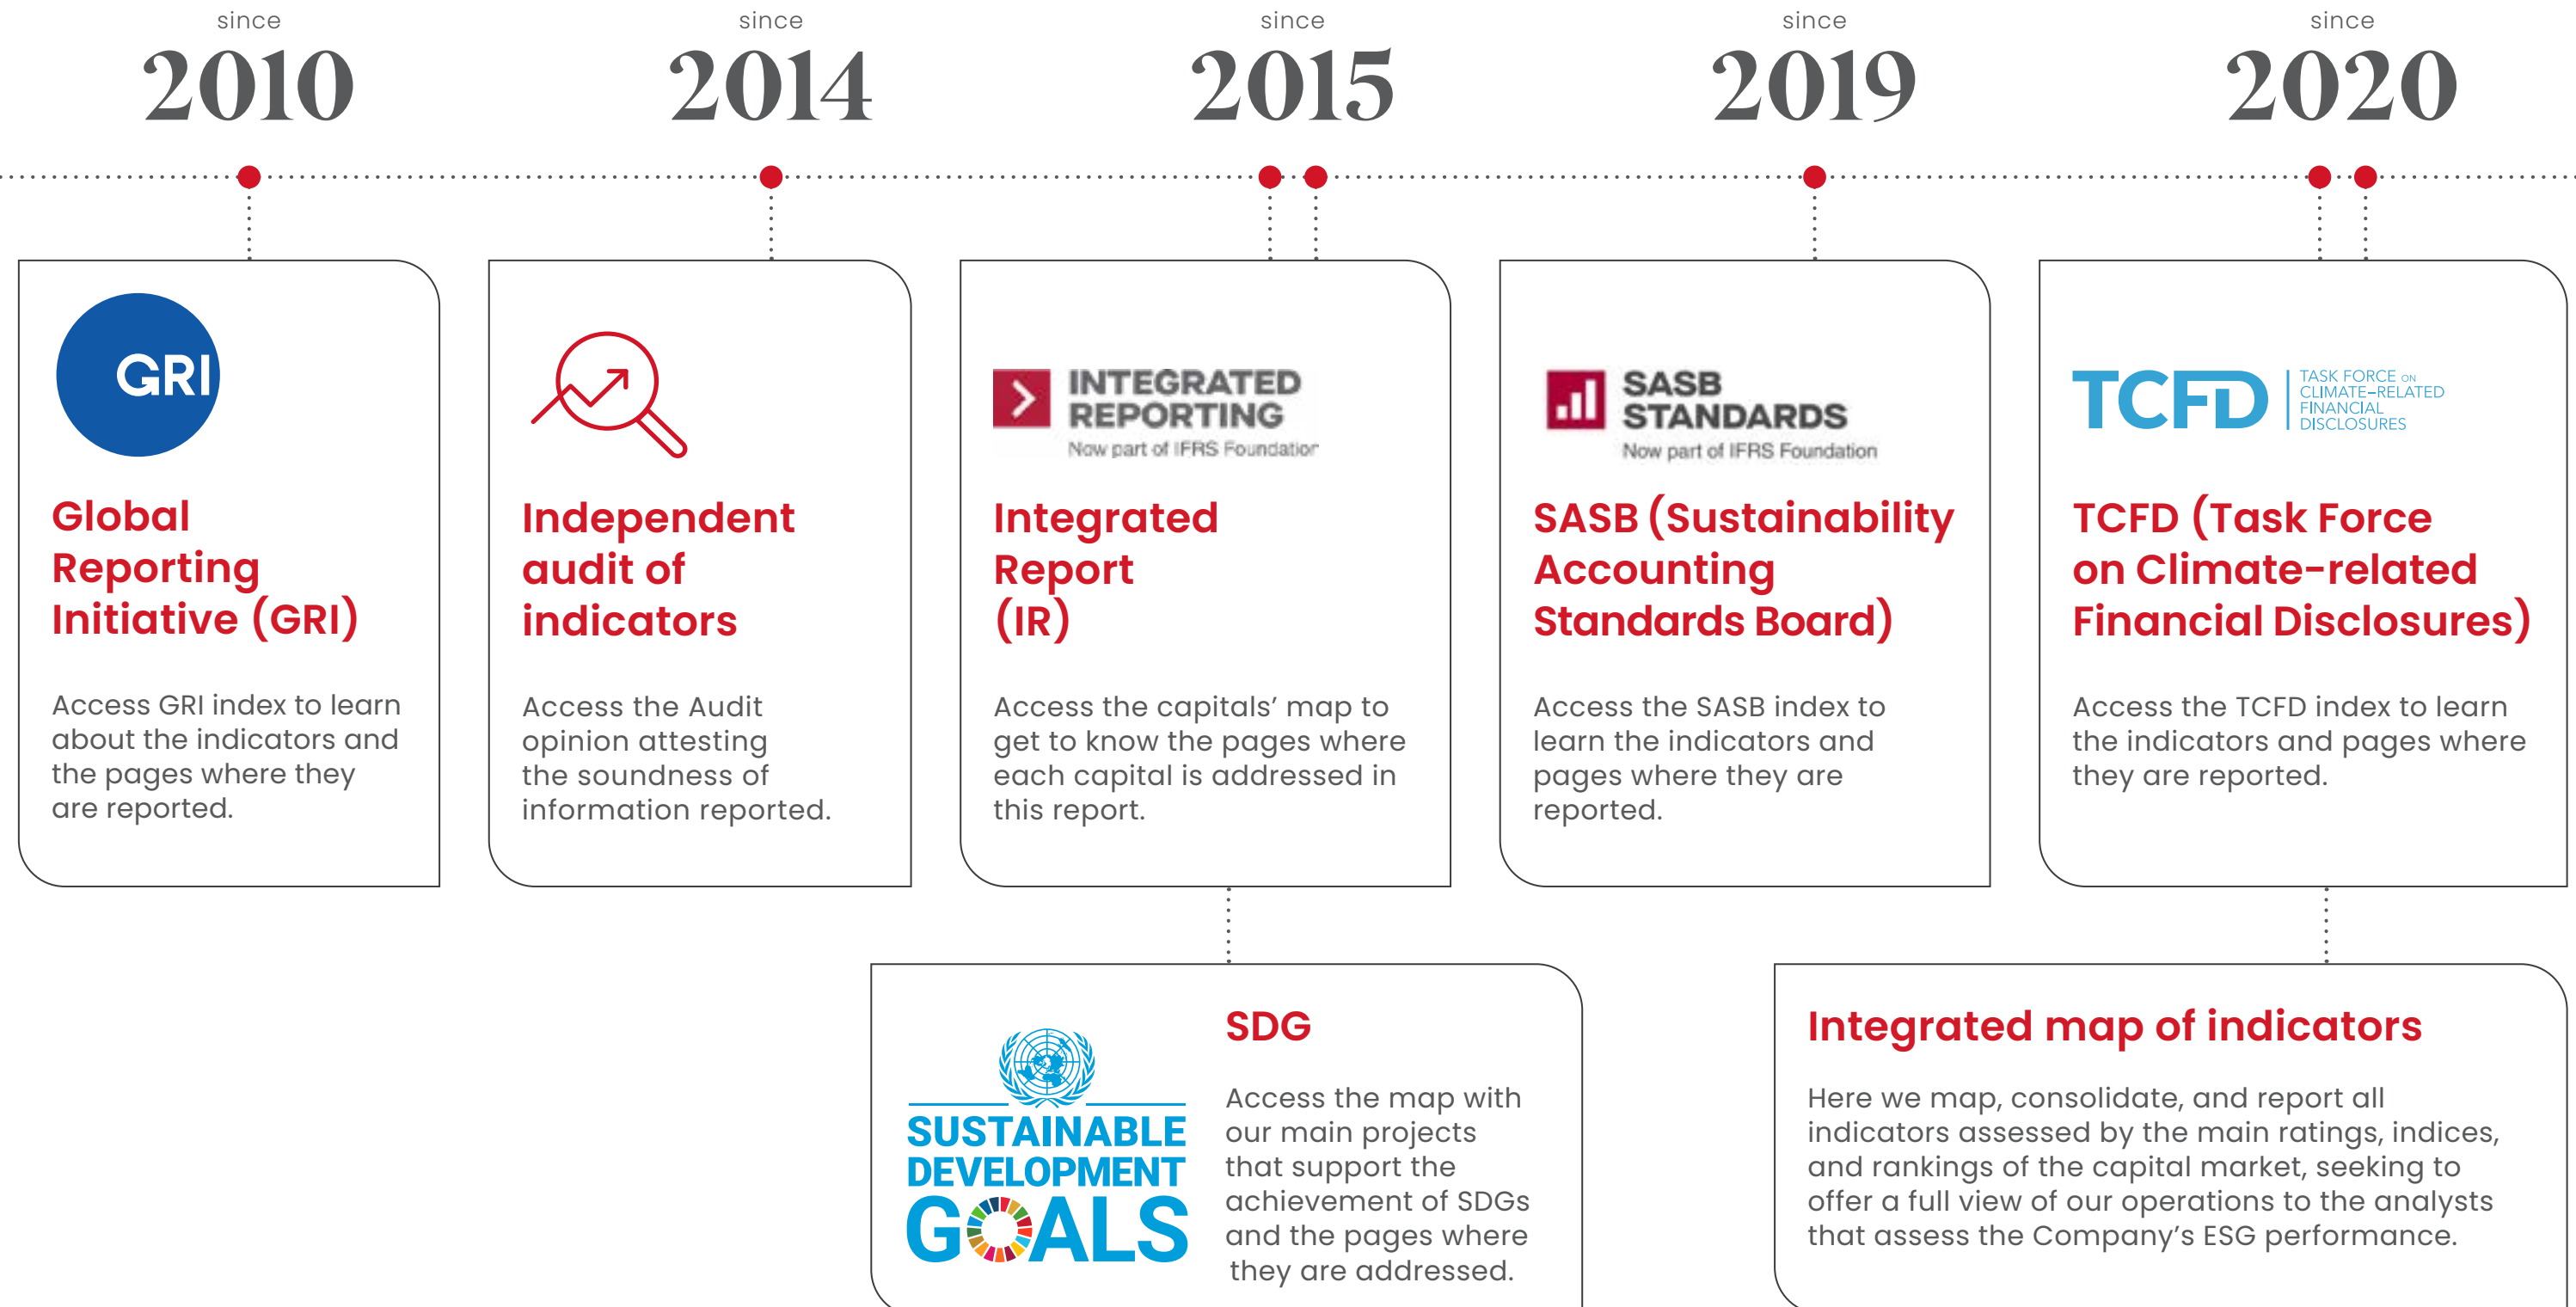 since
2010
since
2014
since
2015
since
2019
since
2020
GRI
Global
Reporting
Initiative (GRI)
Access GRI index to learn
about the indicators and
the pages where they
are reported.
Independent
audit of
indicators
Access the Audit
opinion attesting
the soundness of
information reported.
INTEGRATED
REPORTING
Now part of IFRS Foundation
Integrated
Report
(IR)
Access the capitals’ map to
get to know the pages where
each capital is addressed in
this report.
SASB
STANDARDS
Now part of IFRS Foundation
SASB (Sustainability
Accounting
Standards Board)
Access the SASB index to
learn the indicators and
pages where they are
reported.
TCFD
TASK FORCE ON
CLIMATE-RELATED
FINANCIAL
DISCLOSURES
TCFD (Task Force
on Climate-related
Financial Disclosures)
Access the TCFD index to learn
the indicators and pages where
they are reported.
SUSTAINABLE
DEVELOPMENT
GOALS
SDG
Access the map with
our main projects
that support the
achievement of SDGs
and the pages where
they are addressed.
Integrated map of indicators
Here we map, consolidate, and report all
indicators assessed by the main ratings, indices,
and rankings of the capital market, seeking to
offer a full view of our operations to the analysts
that assess the Company’s ESG performance.